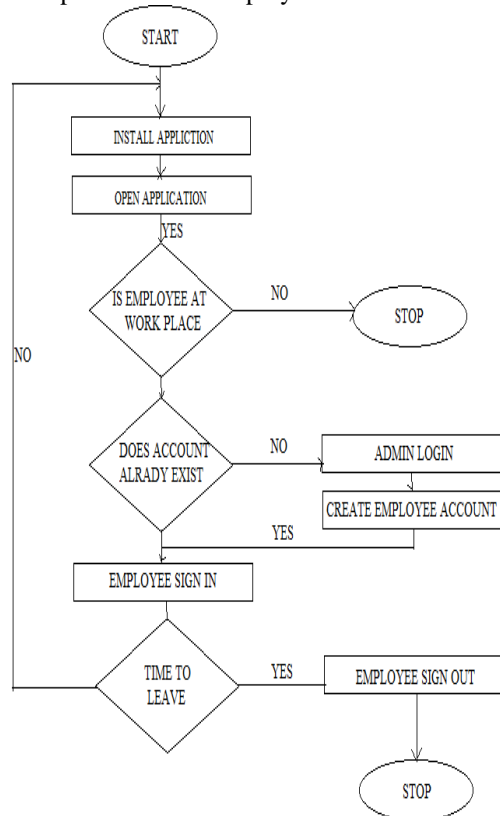 START
INSTALL APPLICTION
OPEN APPLICATION
YES
IS EMPLOYEE AT
WORK PLACE
NO
STOP
NO
DOES ACCOUNT
ALRADY EXIST
NO
ADMIN LOGIN
CREATE EMPLOYEE ACCOUNT
YES
EMPLOYEE SIGN IN
TIME TO
LEAVE
YES
EMPLOYEE SIGN OUT
STOP